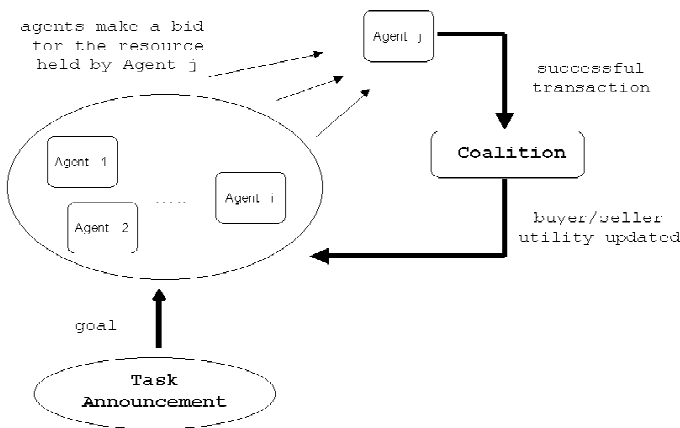 agents make a bid
for the resource
held by Agent j
Agent j
successful
transaction
Coalition
Agent 1
Agent 2
.....
Agent i
buyer/seller
utility updated
goal
Task
Announcement